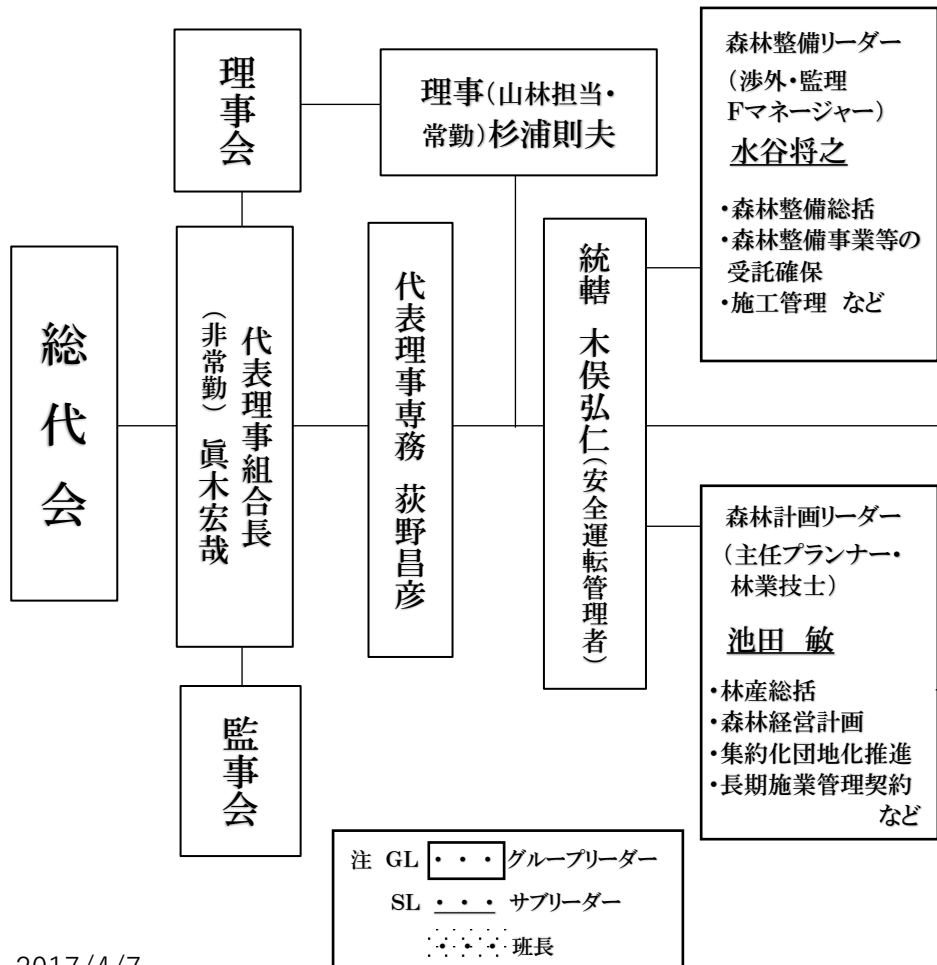 総代会
理事会
代表理事組合長
（非常勤） 眞木宏哉
監事会
理事（山林担当・
常勤）杉浦則夫
代表理事専務 荻野昌彦
統轄 木俣弘仁（安全運転管理者）
森林整備リーダー
（渉外・監理
Fマネージャー）
水谷将之
・森林整備総括
・森林整備事業等の
受託確保
・施工管理 など
森林計画リーダー
（主任プランナー・
林業技士）
池田 敏
・林産総括
・森林経営計画
・集約化団地化推進
・長期施業管理契約
など
注 GL ・・・ グループリーダー
SL ・・・ サブリーダー
・・・ 班長
2017/4/7